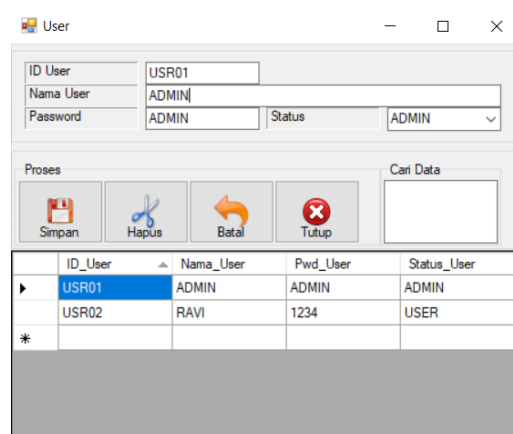 User
ID User USR01
Nama User ADMIN
Password ADMIN Status ADMIN
Proses Cari Data
Simpan Hapus Batal Tutup
ID_User Nama_User Pwd_User Status_User
USR01 ADMIN ADMIN ADMIN
USR02 RAVI 1234 USER